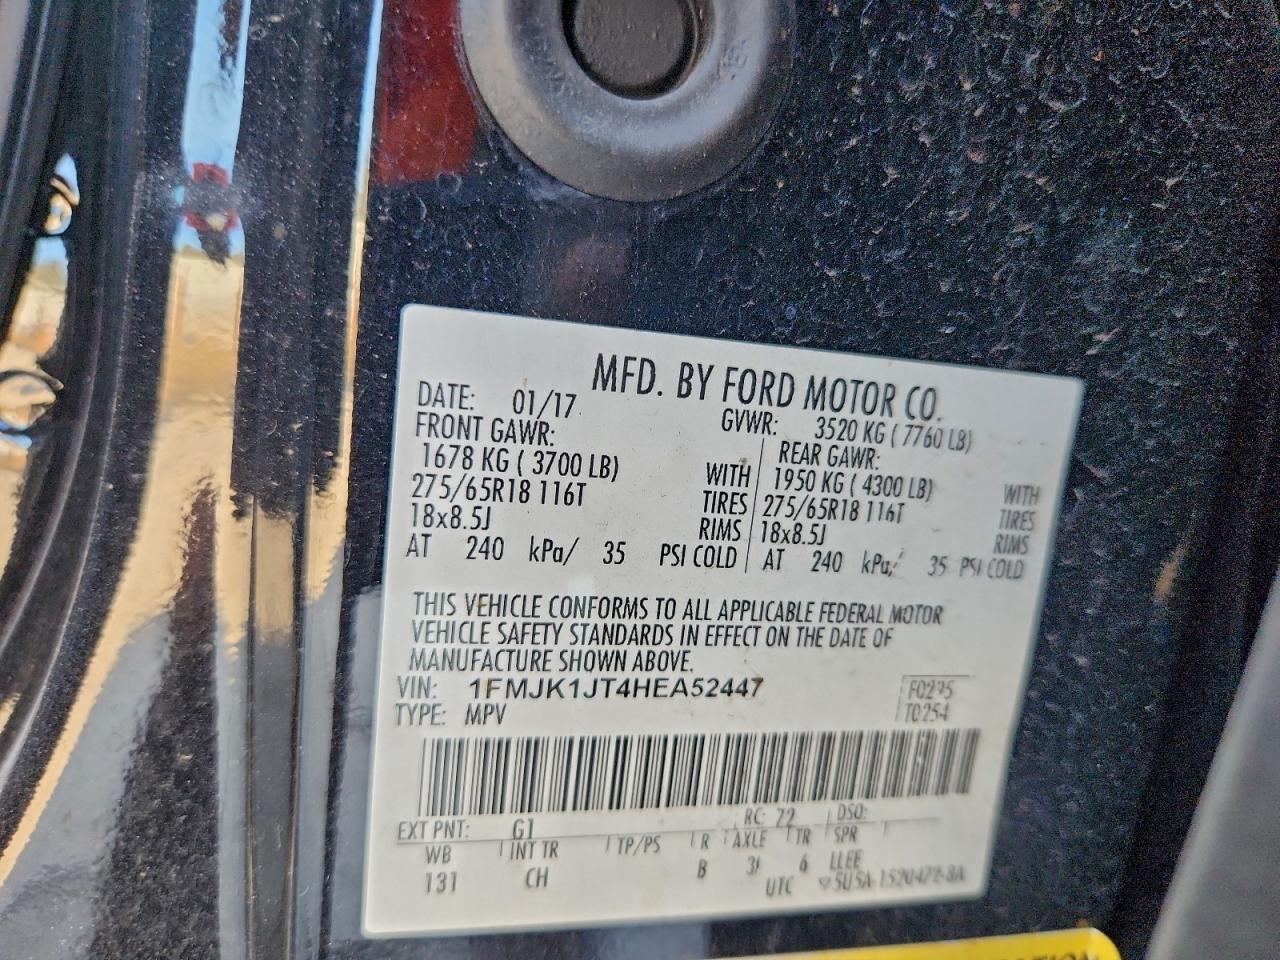 MFD. BY FORD MOTOR CO.
DATE: 01/17 GVWR: 3520 KG ( 7760 LB)
FRONT GAWR: REAR GAWR:
1678 KG ( 3700 LB) WITH 1950 KG ( 4300 LB) WITH
275/65R18 116T TIRES 275/65R18 116T TIRES
18x8.5J RIMS 18x8.5J RIMS
AT 240 kPa/ 35 PSI COLD AT 240 kPa/ 35 PSI COLD
THIS VEHICLE CONFORMS TO ALL APPLICABLE FEDERAL MOTOR
VEHICLE SAFETY STANDARDS IN EFFECT ON THE DATE OF
MANUFACTURE SHOWN ABOVE.
VIN: 1FMJK1JT4HEA52447
TYPE: MPV
T0254
EXT PNT: G1 RC: 72 DSO:
WB INT TR TP/PS R AXLE TR SPR
131 CH B 6 LLEE
UTC